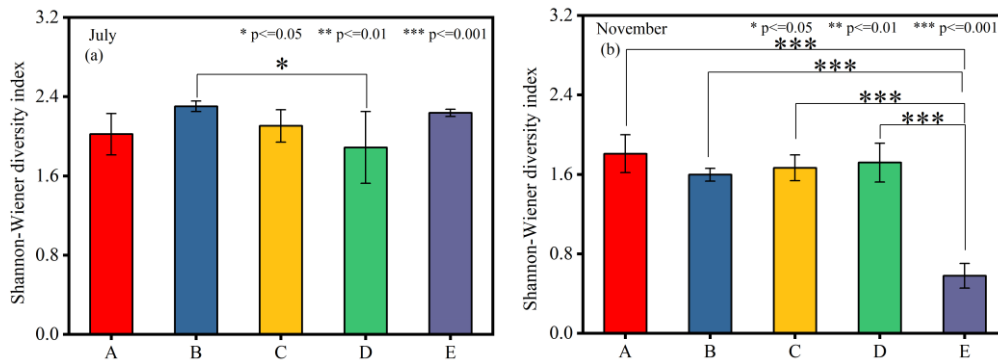 July
* p<=0.05 ** p<=0.01 *** p<=0.001
(a)
*
Shannon-Wiener diversity index
3.2
2.4
1.6
0.8
0.0
A B C D E
November
* p<=0.05 ** p<=0.01 *** p<=0.001
(b)
***
***
***
***
Shannon-Wiener diversity index
3.2
2.4
1.6
0.8
0.0
A B C D E